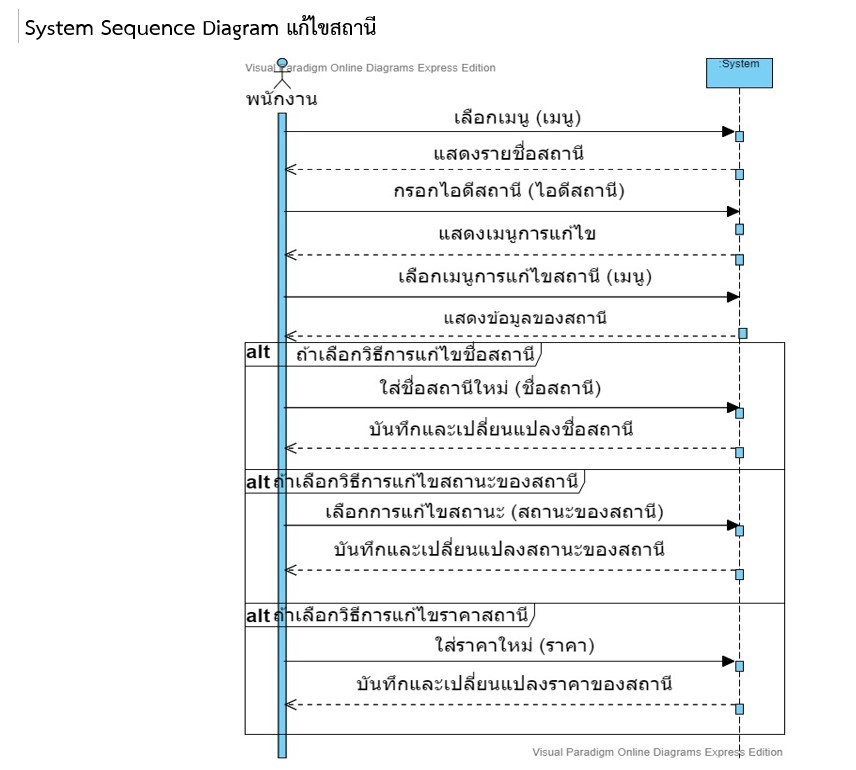 System Sequence Diagram แก้ไขสถานี
Visual Paradigm Online Diagrams Express Edition
:System
พนักงาน
เลือกเมนู (เมนู)
แสดงรายชื่อสถานี
กรอกไอดีสถานี (ไอดีสถานี)
แสดงเมนูการแก้ไข
เลือกเมนูการแก้ไขสถานี (เมนู)
แสดงข้อมูลของสถานี
alt ถ้าเลือกวิธีการแก้ไขชื่อสถานี
ใส่ชื่อสถานีใหม่ (ชื่อสถานี)
บันทึกและเปลี่ยนแปลงชื่อสถานี
alt ถ้าเลือกวิธีการแก้ไขสถานะของสถานี
เลือกการแก้ไขสถานะ (สถานะของสถานี)
บันทึกและเปลี่ยนแปลงสถานะของสถานี
alt ถ้าเลือกวิธีการแก้ไขราคาสถานี
ใส่ราคาใหม่ (ราคา)
บันทึกและเปลี่ยนแปลงราคาของสถานี
Visual Paradigm Online Diagrams Express Edition